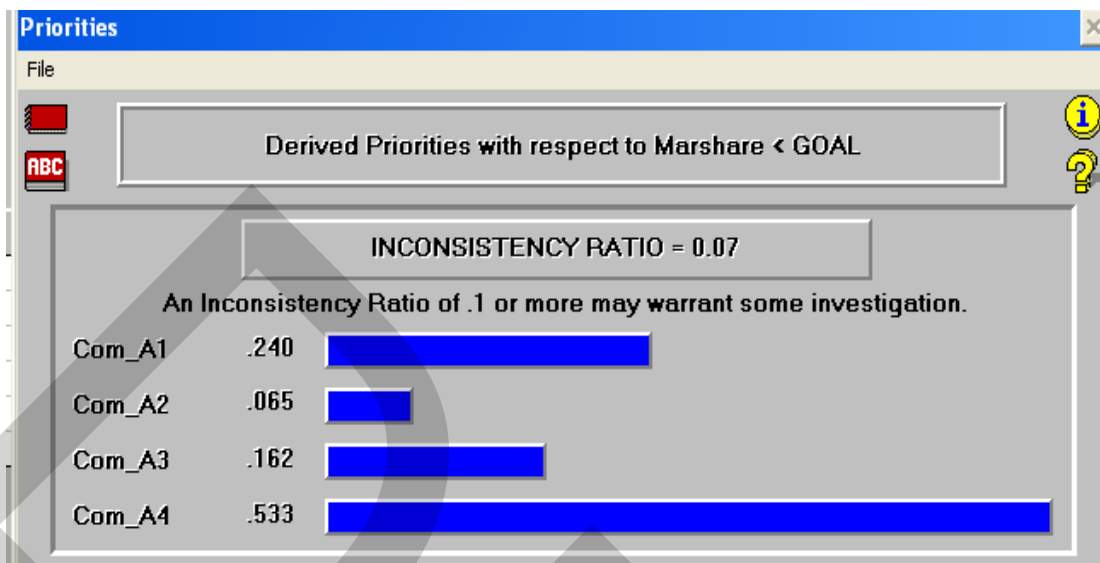 Priorities
File
Derived Priorities with respect to Marshare < GOAL
ABC
INCONSISTENCY RATIO = 0.07
An Inconsistency Ratio of .1 or more may warrant some investigation.
Com_A1 .240
Com_A2 .065
Com_A3 .162
Com_A4 .533